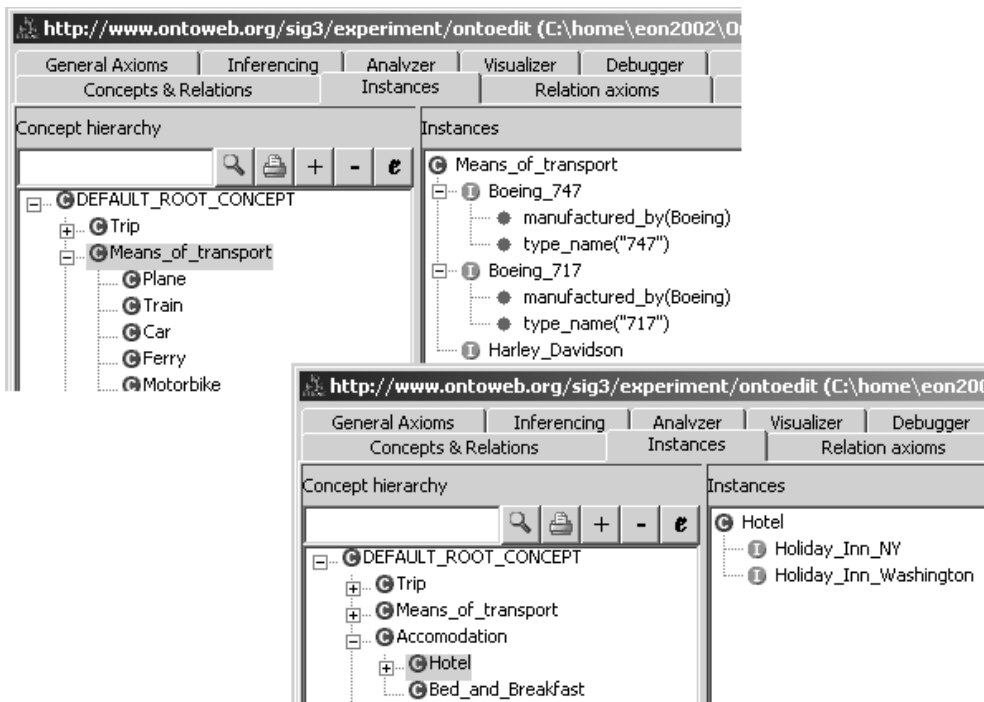 http://www.ontoweb.org/sig3/experiment/ontoedit (C:\home\eon2002\O
General Axioms Inferencing Analyzer Visualizer Debugger
Concepts & Relations Instances Relation axioms
Concept hierarchy
+ - e
DEFAULT_ROOT_CONCEPT
Trip
Means_of_transport
Plane
Train
Car
Ferry
Motorbike
Instances
Means_of_transport
Boeing_747
manufactured_by(Boeing)
type_name("747")
Boeing_717
manufactured_by(Boeing)
type_name("717")
Harley_Davidson
http://www.ontoweb.org/sig3/experiment/ontoedit (C:\home\eon200
General Axioms Inferencing Analyzer Visualizer Debugger
Concepts & Relations Instances Relation axioms
Concept hierarchy
+ - e
DEFAULT_ROOT_CONCEPT
Trip
Means_of_transport
Accomodation
Hotel
Bed_and_Breakfast
Instances
Hotel
Holiday_Inn_NY
Holiday_Inn_Washington